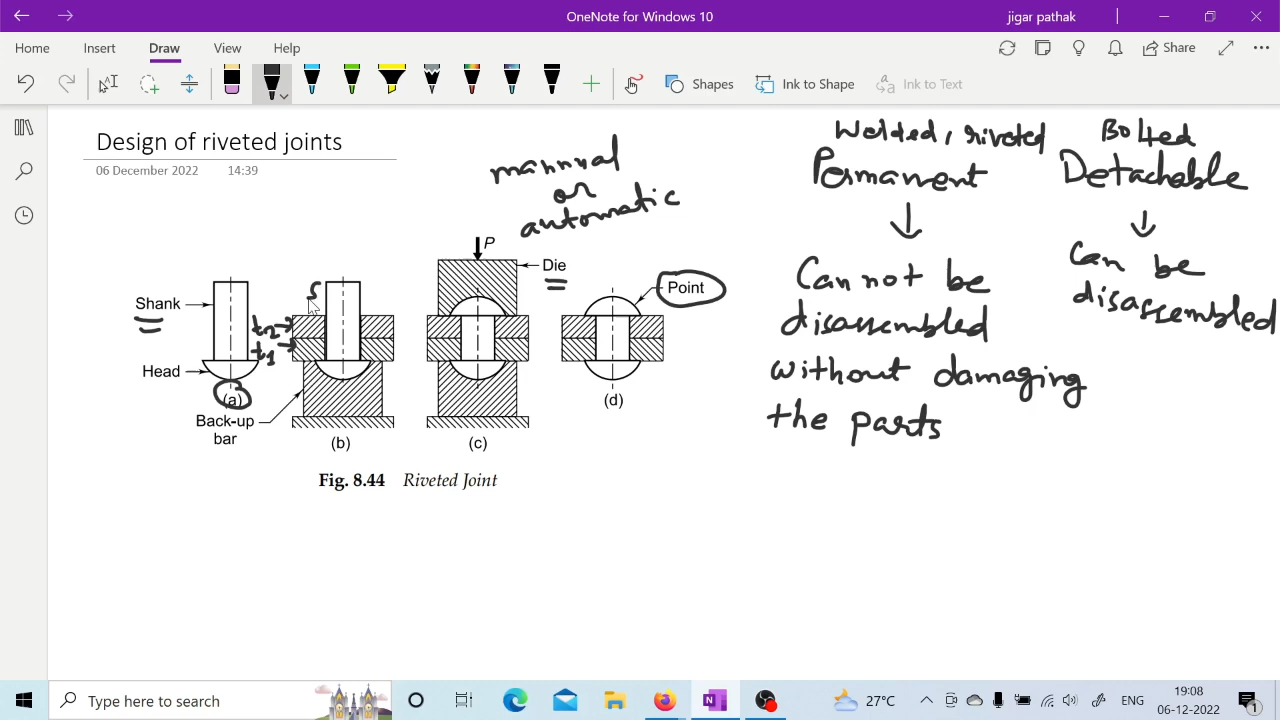 OneNote for Windows 10
jigar pathak
Home
Insert
Draw
View
Help
Share
Shapes
Ink to Shape
Ink to Text
Design of riveted joints
06 December 2022 14:39
mannual
or
automatic
Welded, riveted
Permanent
Cannot be
disassembled
without damaging
the parts
Bolted
Detachable
Can be
disassembled
P
Die
Point
Shank
Head
t2
t1
(a)
Back-up
bar
(b)
(c)
(d)
Fig. 8.44 Riveted Joint
Type here to search
27°C
ENG
19:08
06-12-2022
1